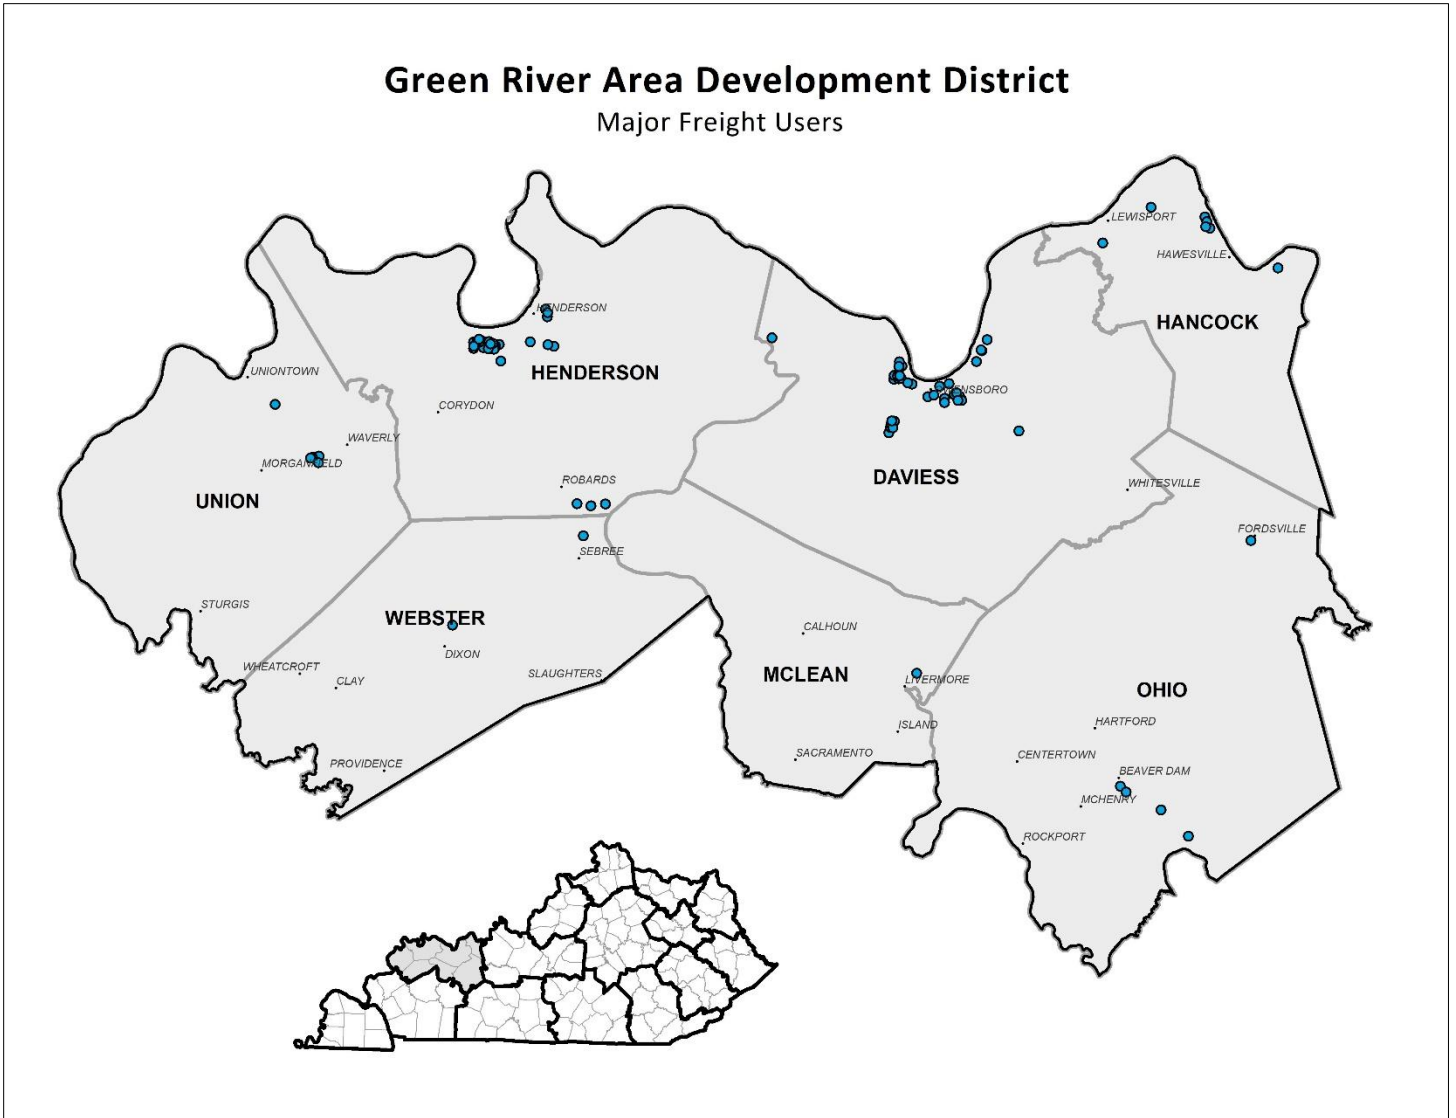 Green River Area Development District
Major Freight Users
LEWISPORT
HAWESVILLE
HENDERSON
HANCOCK
UNIONTOWN
HENDERSON
CORYDON
OWENSBORO
WAVERLY
MORGANFIELD
DAVIESS
ROBARDS
WHITESVILLE
UNION
FORDSVILLE
SEBREE
STURGIS
WEBSTER
CALHOUN
DIXON
WHEATCROFT
SLAUGHTERS
MCLEAN
LIVERMORE
CLAY
OHIO
ISLAND
HARTFORD
SACRAMENTO
CENTERTOWN
PROVIDENCE
BEAVER DAM
MCHENRY
ROCKPORT